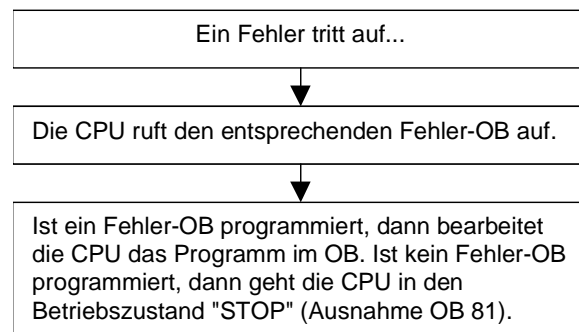 Ein Fehler tritt auf...
Die CPU ruft den entsprechenden Fehler-OB auf.
Ist ein Fehler-OB programmiert, dann bearbeitet
die CPU das Programm im OB. Ist kein Fehler-OB
programmiert, dann geht die CPU in den
Betriebszustand "STOP" (Ausnahme OB 81).